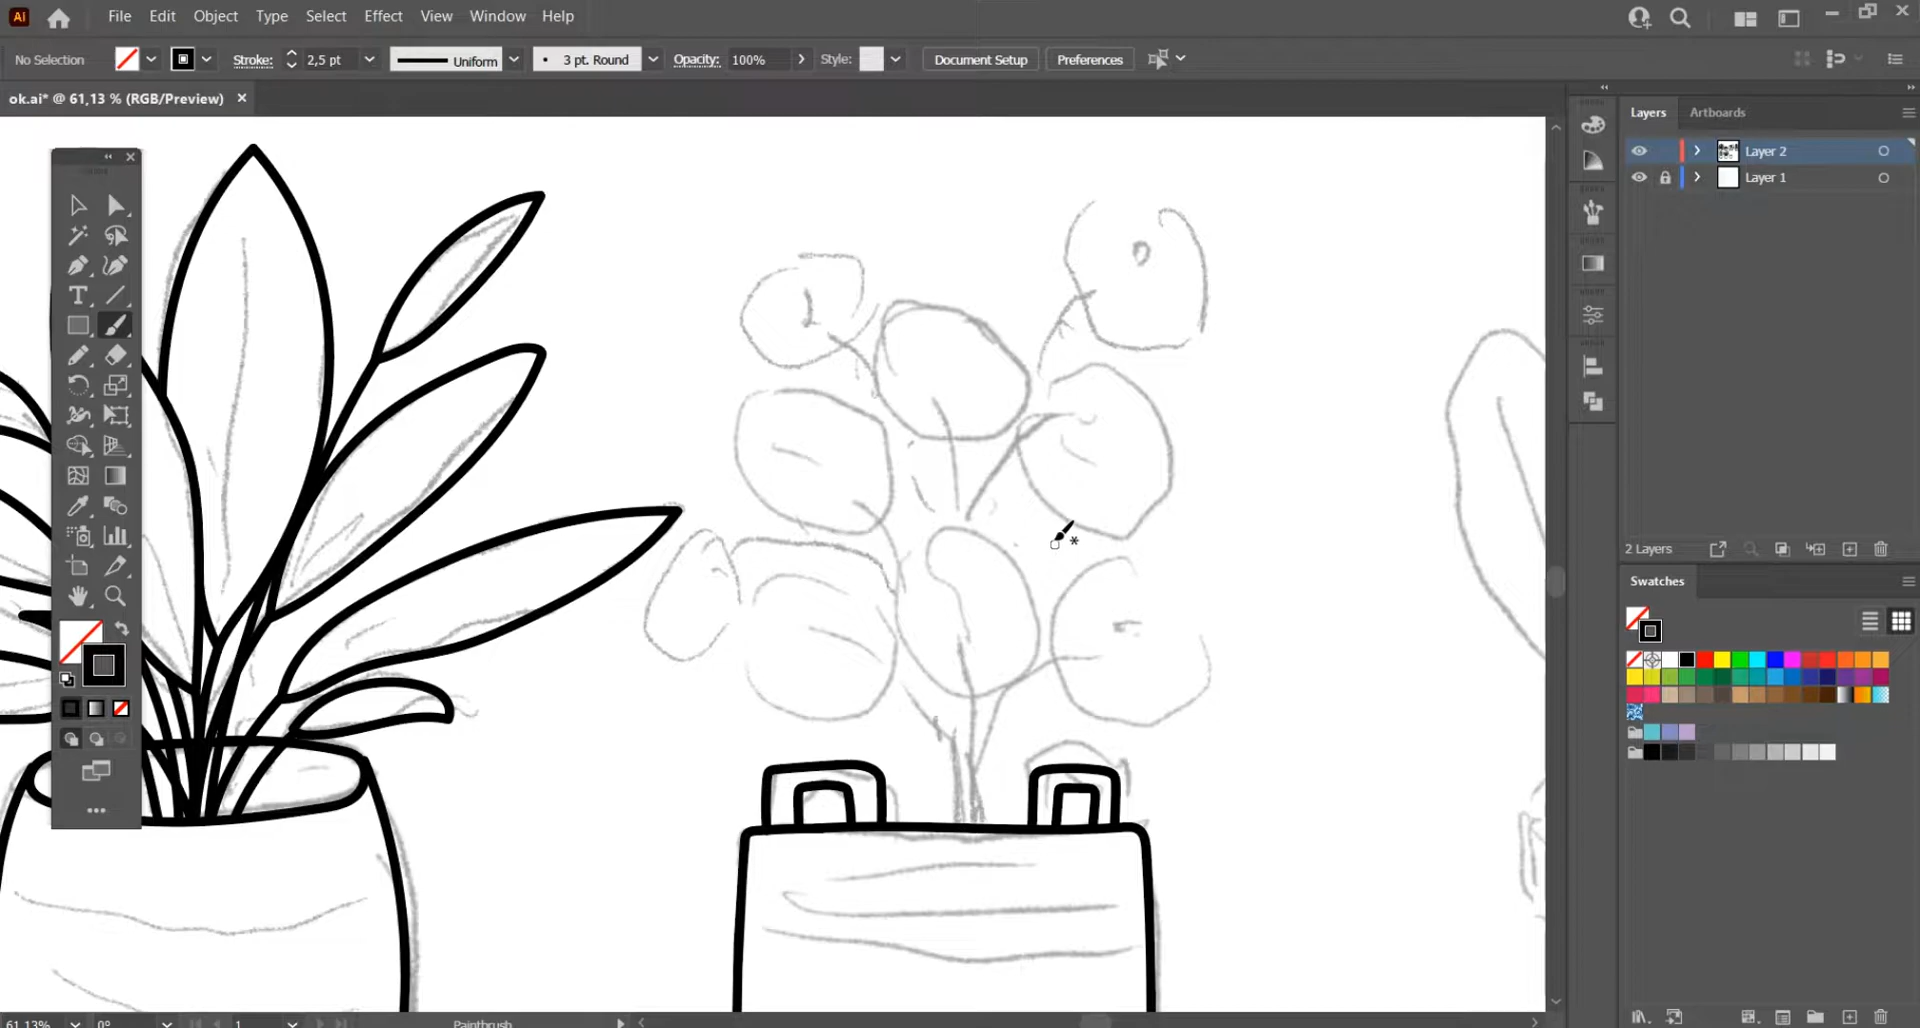 Ai File Edit Object Type Select Effect View Window Help
No Selection Stroke: 2,5 pt Uniform 3 pt. Round Opacity: 100% Style: Document Setup Preferences
ok.ai* @ 61,13 % (RGB/Preview)
Layers Artboards
Layer 2
Layer 1
2 Layers
Swatches
61,13% 0° 1 Paintbrush